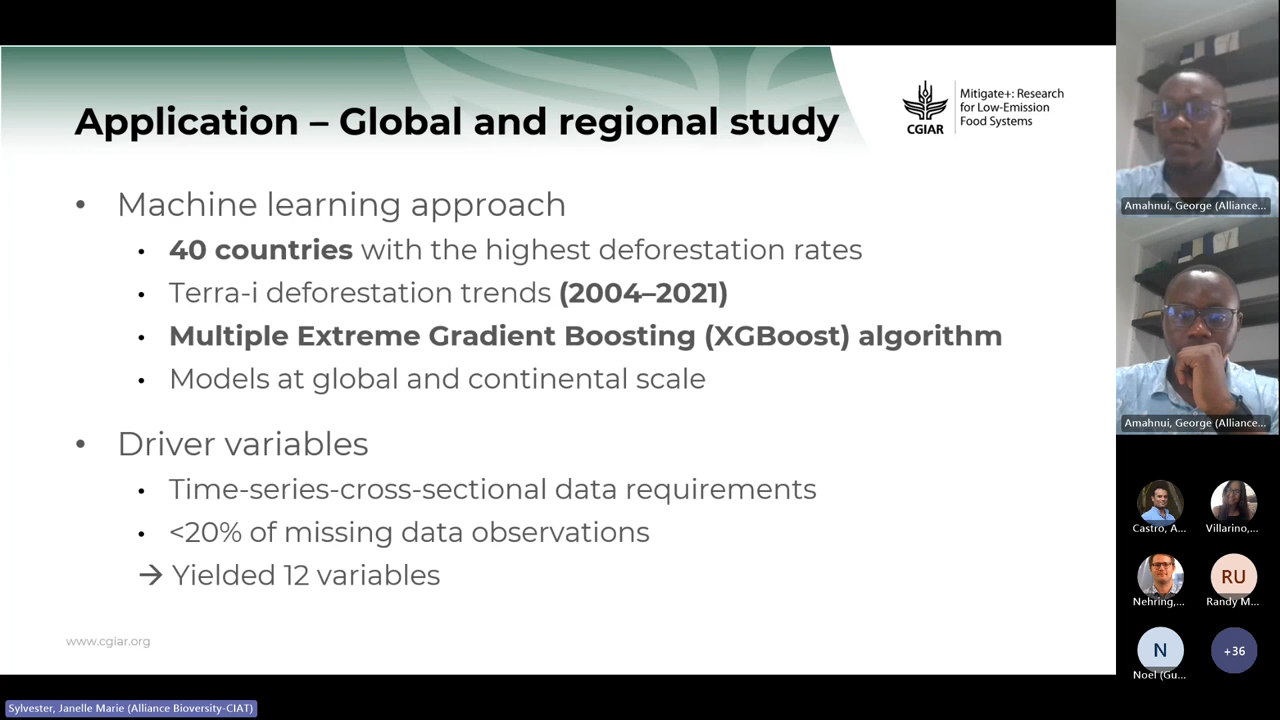 Application – Global and regional study
CGIAR
Mitigate+: Research
for Low-Emission
Food Systems
• Machine learning approach
• 40 countries with the highest deforestation rates
• Terra-i deforestation trends (2004–2021)
• Multiple Extreme Gradient Boosting (XGBoost) algorithm
• Models at global and continental scale
• Driver variables
• Time-series-cross-sectional data requirements
• <20% of missing data observations
→ Yielded 12 variables
www.cgiar.org
Amahnui, George (Alliance...
Amahnui, George (Alliance...
Castro, A...
Villarino,...
Nehring,...
RU
Randy M...
N
Noel (Gu...
+36
Sylvester, Janelle Marie (Alliance Bioversity-CIAT)